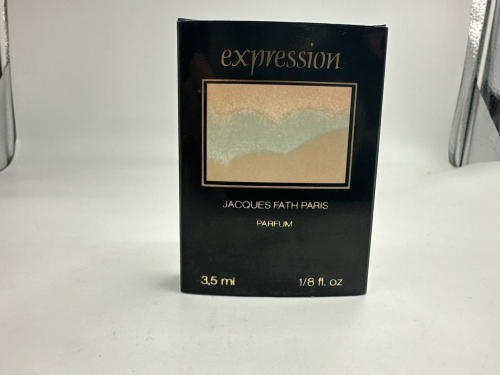 expression
JACQUES FATH PARIS
PARFUM
3,5 ml 1/8 fl. oz